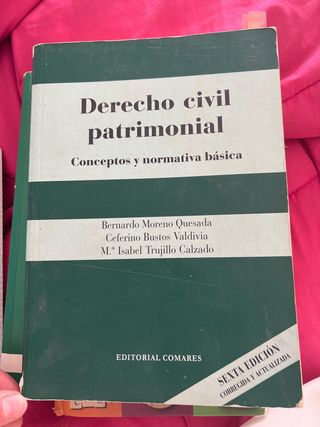 Derecho civil
patrimonial
Conceptos y normativa básica
Bernardo Moreno Quesada
Ceferino Bustos Valdivia
M.ª Isabel Trujillo Calzado
EDITORIAL COMARES
SEXTA EDICIÓN
CORREGIDA Y ACTUALIZADA